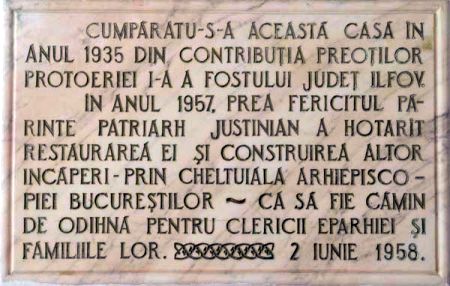 CUMPĂRATU-S-A ACEASTĂ CASĂ ÎN
ANUL 1935 DIN CONTRIBUȚIA PREOȚILOR
PROTOERIEI I-A A FOSTULUI JUDEȚ ILFOV.
ÎN ANUL 1957, PREA FERICITUL PĂ-
RINTE PATRIARH JUSTINIAN A HOTARÎT
RESTAURAREA EI ȘI CONSTRUIREA ALTOR
INCĂPERI-PRIN CHELTUIALA ARHIEPISCO-
PIEI BUCUREȘTILOR ~ CA SĂ FIE CĂMIN
DE ODIHNĂ PENTRU CLERICII EPARHIEI ȘI
FAMILIILE LOR. 2 IUNIE 1958.